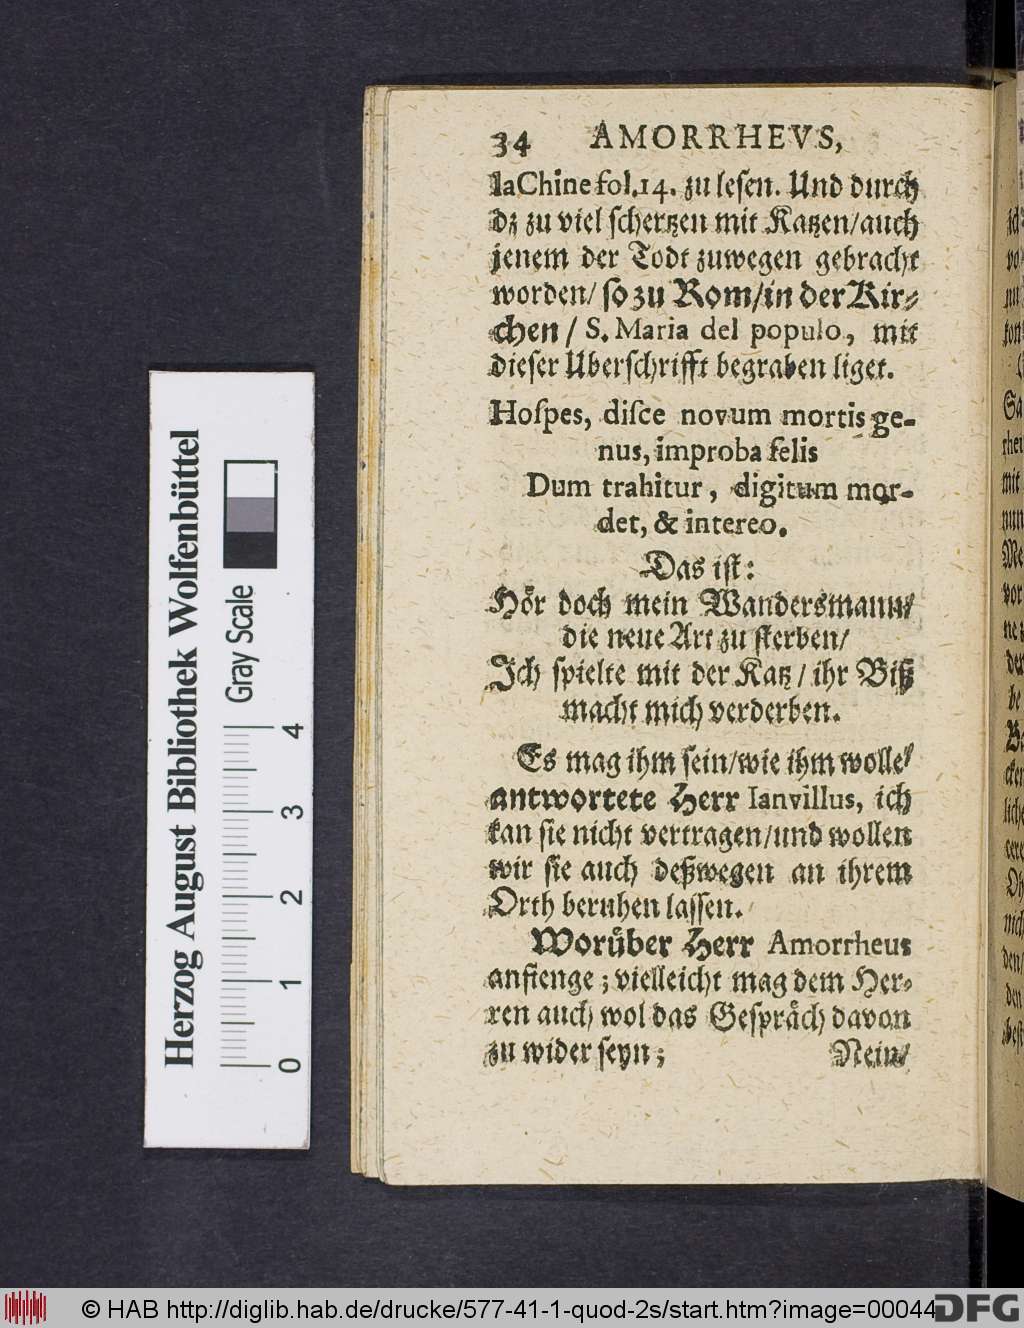 34 AMORRHEVS,
laChine fol.14. zu lesen. Und durch
dz zu viel schertzen mit Katzen/auch
jenem der Todt zuwegen gebracht
worden/ so zu Rom/in der Kir-
chen / S. Maria del populo, mit
dieser Uberschrifft begraben liget.
Hoſpes, diſce novum mortis ge-
nus, improba felis
Dum trahitur, digitum mor-
det, & intereo.
Das ist:
Hör doch mein Wandersmann/
die neue Art zu sterben/
Ich spielte mit der Katz / ihr Biß
macht mich verderben.
Es mag ihm sein/wie ihm wolle/
antwortete Herr Ianvillus, ich
kan sie nicht vertragen/und wollen
wir sie auch deßwegen an ihrem
Orth beruhen lassen.
Worüber Herr Amorrheus
anfienge; vielleicht mag dem Her-
ren auch wol das Gespräch davon
zu wider seyn; Nein/
Herzog August Bibliothek Wolfenbüttel
Gray Scale
0 1 2 3 4
© HAB http://diglib.hab.de/drucke/577-41-1-quod-2s/start.htm?image=00044
DFG